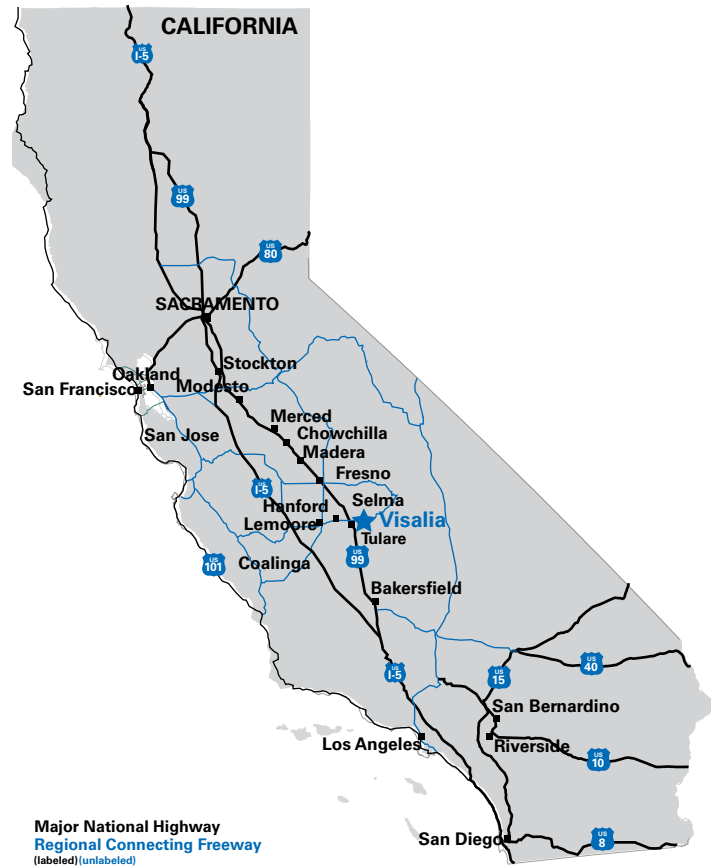 CALIFORNIA
US
I-5
US
99
US
80
SACRAMENTO
Stockton
Oakland
San Francisco
Modesto
Merced
San Jose
Chowchilla
Madera
Fresno
US
I-5
Selma
Hanford
Visalia
Lemoore
Tulare
US
99
US
101
Coalinga
Bakersfield
US
I-5
US
15
US
40
San Bernardino
Los Angeles
Riverside
US
10
San Diego
US
8
Major National Highway
Regional Connecting Freeway
(labeled)(unlabeled)